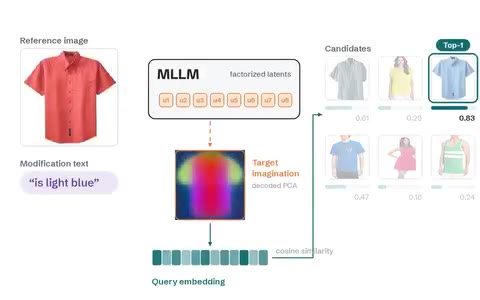 Reference image
Modification text
“is light blue”
MLLM
factorized latents
u1 u2 u3 u4 u5 u6 u7 u8
Target
imagination
decoded PCA
cosine similarity
Query embedding
Candidates
Top-1
0.61 0.29 0.83
0.47 0.18 0.24